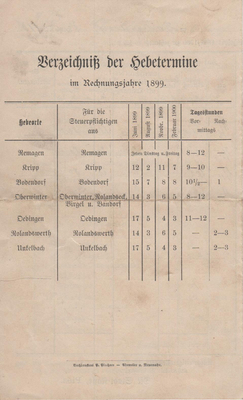 Verzeichniß der Hebetermine
im Rechnungsjahre 1899.
Hebeorte
Für die Steuerpflichtigen aus
Juni 1899
August 1899
Novbr. 1899
Februar 1900
Tagesstunden
Vor- Nach-
mittags
Remagen Remagen Jeden Dienstag u. Freitag 8—12 —
Kripp Kripp 12 2 11 7 9—10 —
Bodendorf Bodendorf 15 7 8 8 10½— 1
Oberwinter Oberwinter, Rolandseck, 14 3 6 5 8—12 —
Birgel u. Bandorf
Oedingen Oedingen 17 5 4 3 11—12 —
Rolandswerth Rolandswerth 14 3 6 5 — 2—3
Unkelbach Unkelbach 17 5 4 3 — 2—3